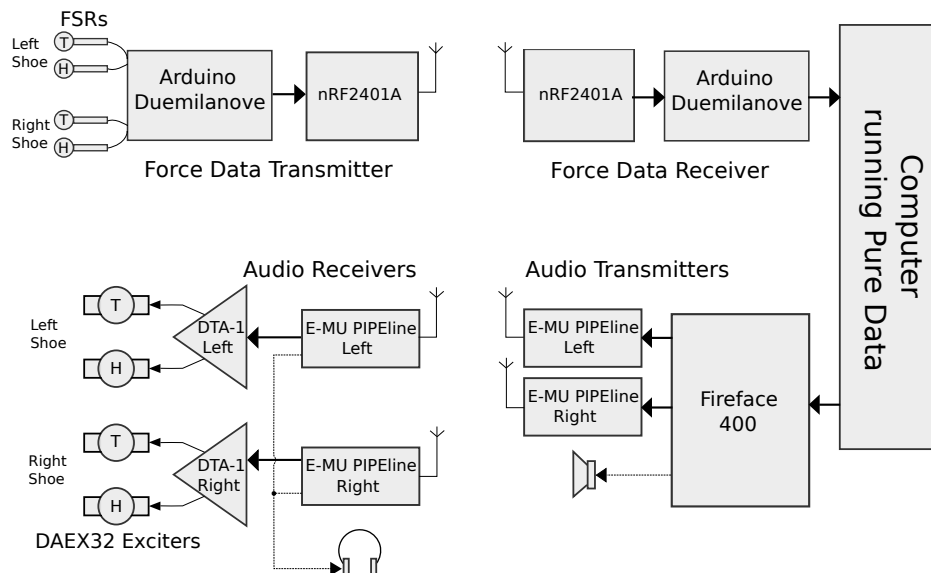 FSRs
Left
Shoe
T
H
Right
Shoe
T
H
Arduino
Duemilanove
nRF2401A
Force Data Transmitter
nRF2401A
Arduino
Duemilanove
Force Data Receiver
Computer
running Pure Data
Audio Receivers
Left
Shoe
T
H
DTA-1
Left
E-MU PIPEline
Left
Right
Shoe
T
H
DTA-1
Right
E-MU PIPEline
Right
DAEX32 Exciters
Audio Transmitters
E-MU PIPEline
Left
E-MU PIPEline
Right
Fireface
400